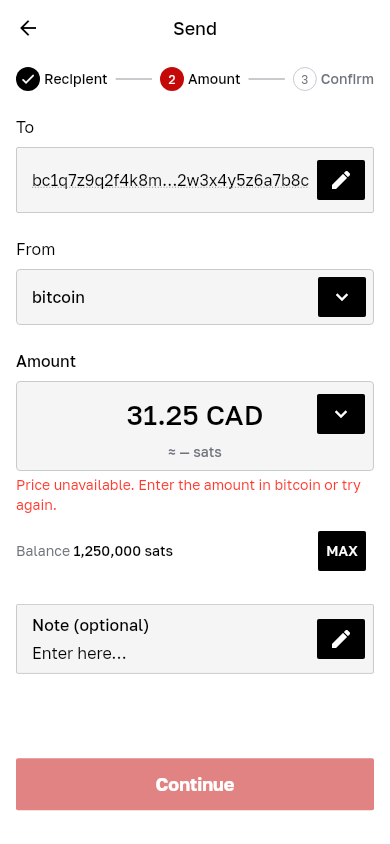 Send
Recipient 2 Amount 3 Confirm
To
bc1q7z9q2f4k8m...2w3x4y5z6a7b8c
From
bitcoin
Amount
31.25 CAD
≈ — sats
Price unavailable. Enter the amount in bitcoin or try
again.
Balance 1,250,000 sats
MAX
Note (optional)
Enter here...
Continue